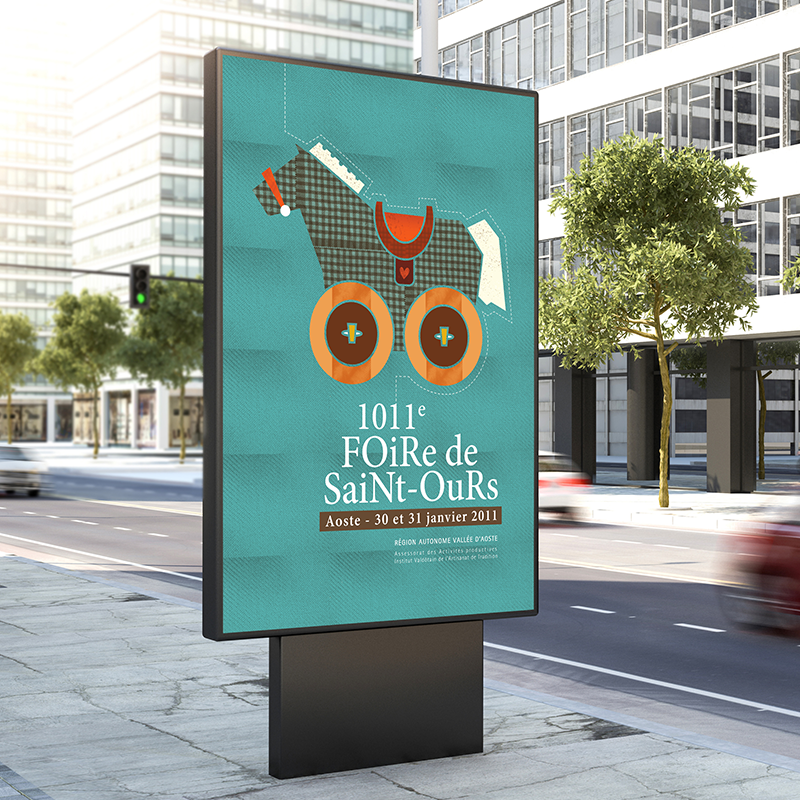 1011e
FOiRe de
SaiNt-OuRs
Aoste - 30 et 31 janvier 2011
RÉGION AUTONOME VALLÉE D'AOSTE
Assessorat des Activités productives
Institut Valdôtain de l'Artisanat de Tradition